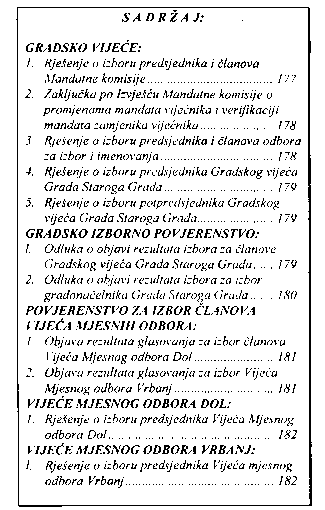 SADRŽAJ:
GRADSKO VIJEĆE:
1. Rješenje o izboru predsjednika i članova
Mandatne komisije ........ 177
2. Zaključka po Izvješću Mandatne komisije o
promjenama mandata vijećnika i verifikaciji
mandata zamjenika vijećnika ........ 178
3 Rješenje o izboru predsjednika i članova odbora
za izbor i imenovanja ........ 178
4. Rješenje o izboru predsjednika Gradskog vijeća
Grada Staroga Grada ........ 179
5. Rješenje o izboru potpredsjednika Gradskog
vijeća Grada Staroga Grada ........ 179
GRADSKO IZBORNO POVJERENSTVO:
1. Odluka o objavi rezultata izbora za članove
Gradskog vijeća Grada Staroga Grada ..... 179
2. Odluka o objavi rezultata izbora za izbor
gradonačelnika Grada Staroga Grada ...... 180
POVJERENSTVO ZA IZBOR ČLANOVA
VIJEĆA MJESNIH ODBORA:
1 Objava rezultata glasovanja za izbor članova
Vijeća Mjesnog odbora Dol ........ 181
2. Objava rezultata glasovanja za izbor Vijeća
Mjesnog odbora Vrbanj ........ 181
VIJEĆE MJESNOG ODBORA DOL:
1. Rješenje o izboru predsjednika Vijeća Mjesnog
odbora Dol ........ 182
VIJEĆE MJESNOG ODBORA VRBANJ:
1. Rješenje o izboru predsjednika Vijeća mjesnog
odbora Vrbanj ........ 182